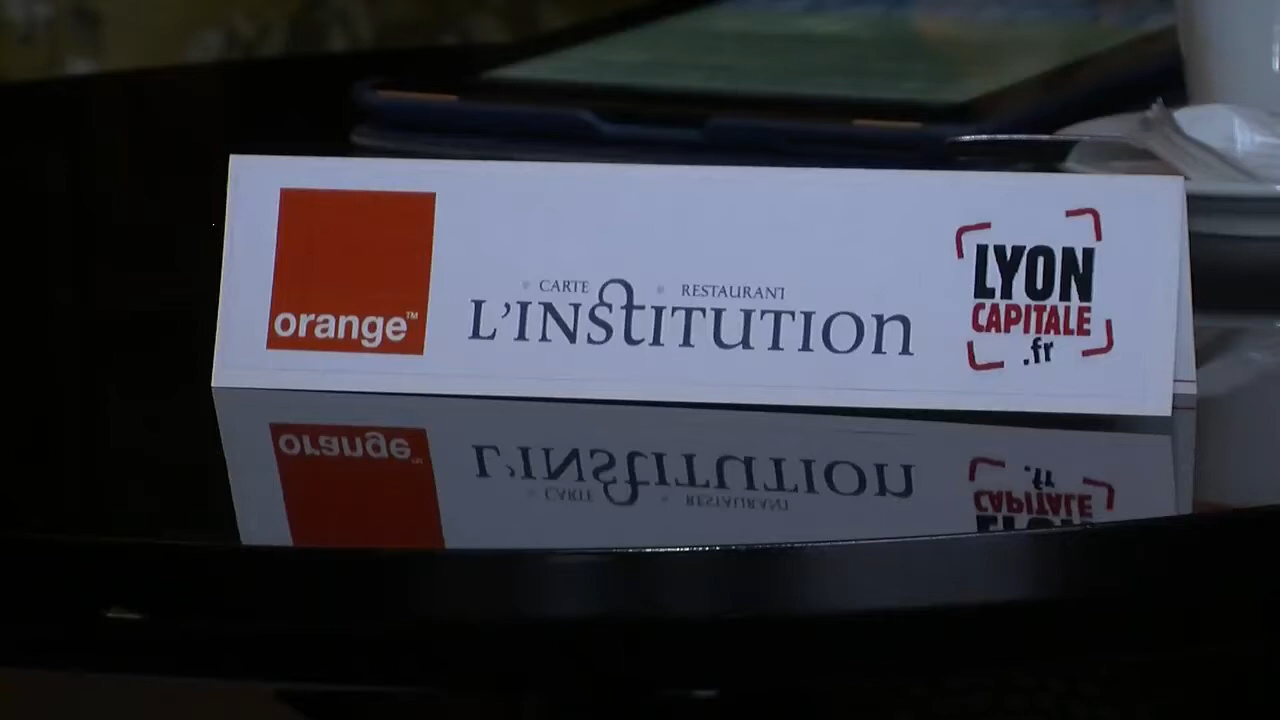 orange™
CARTE RESTAURANT
L'INSTITUTION
LYON
CAPITALE
.fr